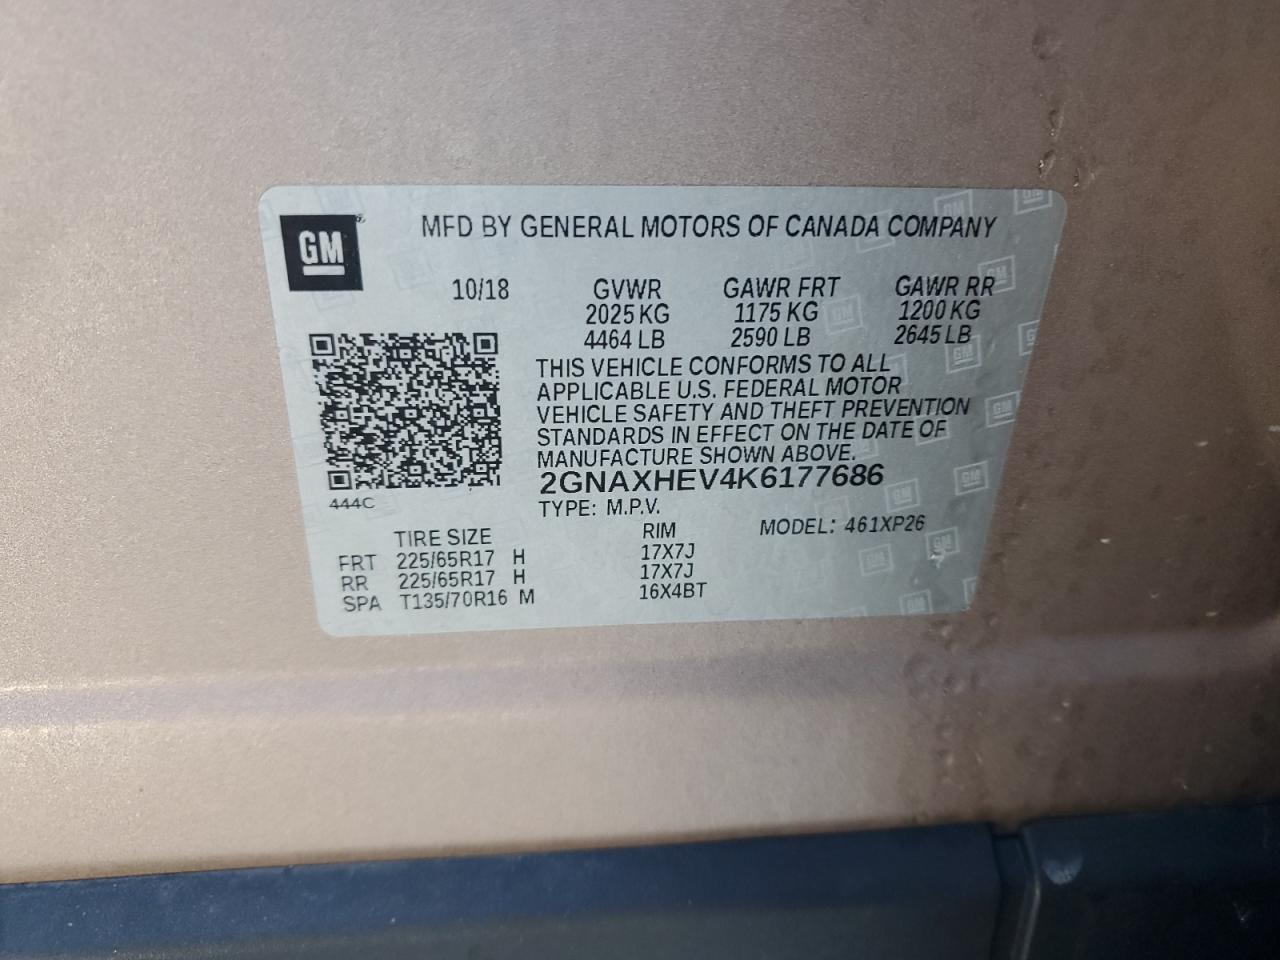 GM
MFD BY GENERAL MOTORS OF CANADA COMPANY
10/18 GVWR GAWR FRT GAWR RR
2025 KG 1175 KG 1200 KG
4464 LB 2590 LB 2645 LB
THIS VEHICLE CONFORMS TO ALL
APPLICABLE U.S. FEDERAL MOTOR
VEHICLE SAFETY AND THEFT PREVENTION
STANDARDS IN EFFECT ON THE DATE OF
MANUFACTURE SHOWN ABOVE.
2GNAXHEV4K6177686
444C
TYPE: M.P.V.
MODEL: 461XP26
TIRE SIZE RIM
FRT 225/65R17 H 17X7J
RR 225/65R17 H 17X7J
SPA T135/70R16 M 16X4BT